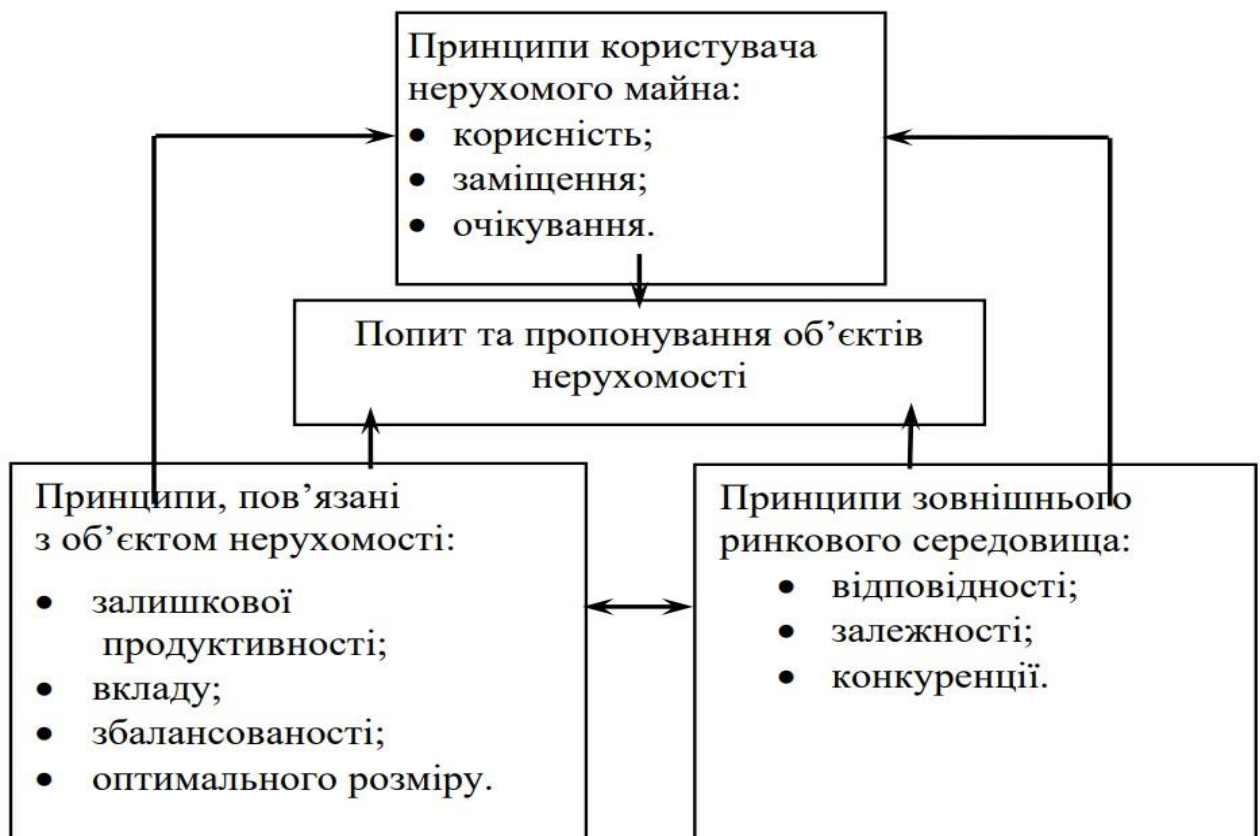 Принципи користувача
нерухомого майна:
• корисність;
• заміщення;
• очікування.
Попит та пропонування об’єктів
нерухомості
Принципи, пов’язані
з об’єктом нерухомості:
• залишкової
продуктивності;
• вкладу;
• збалансованості;
• оптимального розміру.
Принципи зовнішнього
ринкового середовища:
• відповідності;
• залежності;
• конкуренції.